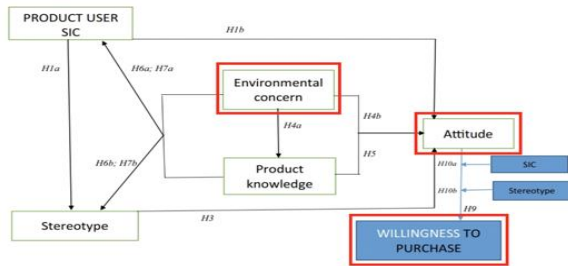 PRODUCT USER
SIC
H1b
H1a
H6a; H7a
Environmental
concern
H4a
H4b
Attitude
H5
H10a
SIC
Product
knowledge
H6b; H7b
H10b
Stereotype
H3
H9
Stereotype
WILLINGNESS TO
PURCHASE